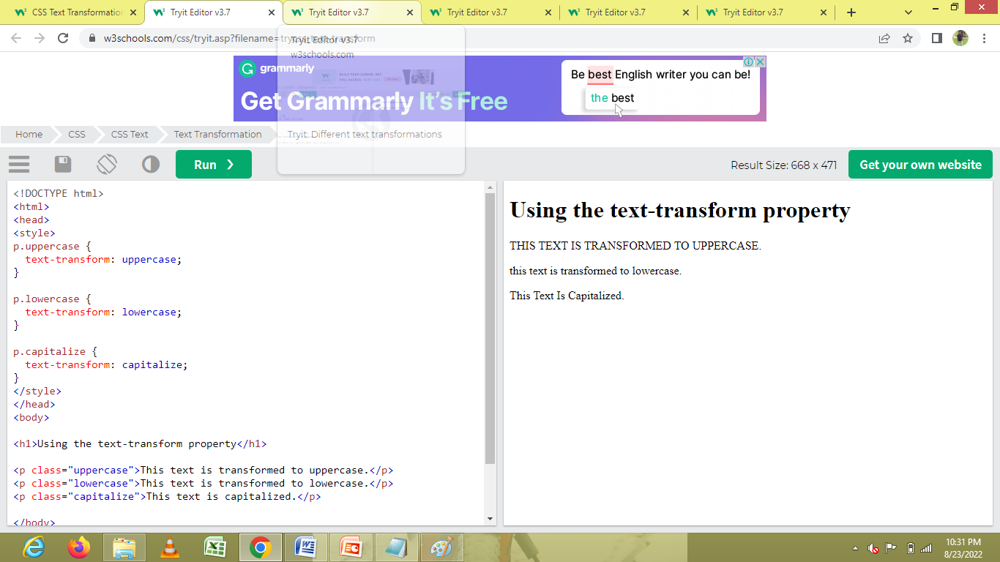 CSS Text Transformation
Tryit Editor v3.7
Tryit Editor v3.7
Tryit Editor v3.7
Tryit Editor v3.7
Tryit Editor v3.7
w3schools.com/css/tryit.asp?filename=
Tryit Editor v3.7
w3schools.com
grammarly
Get Grammarly It's Free
Be best English writer you can be!
the best
Home
CSS
CSS Text
Text Transformation
Tryit: Different text transformations
Run ❯
Result Size: 668 x 471
Get your own website
<!DOCTYPE html>
<html>
<head>
<style>
p.uppercase {
  text-transform: uppercase;
}
p.lowercase {
  text-transform: lowercase;
}
p.capitalize {
  text-transform: capitalize;
}
</style>
</head>
<body>
<h1>Using the text-transform property</h1>
<p class="uppercase">This text is transformed to uppercase.</p>
<p class="lowercase">This text is transformed to lowercase.</p>
<p class="capitalize">This text is capitalized.</p>
</body>
Using the text-transform property
THIS TEXT IS TRANSFORMED TO UPPERCASE.
this text is transformed to lowercase.
This Text Is Capitalized.
10:31 PM
8/23/2022